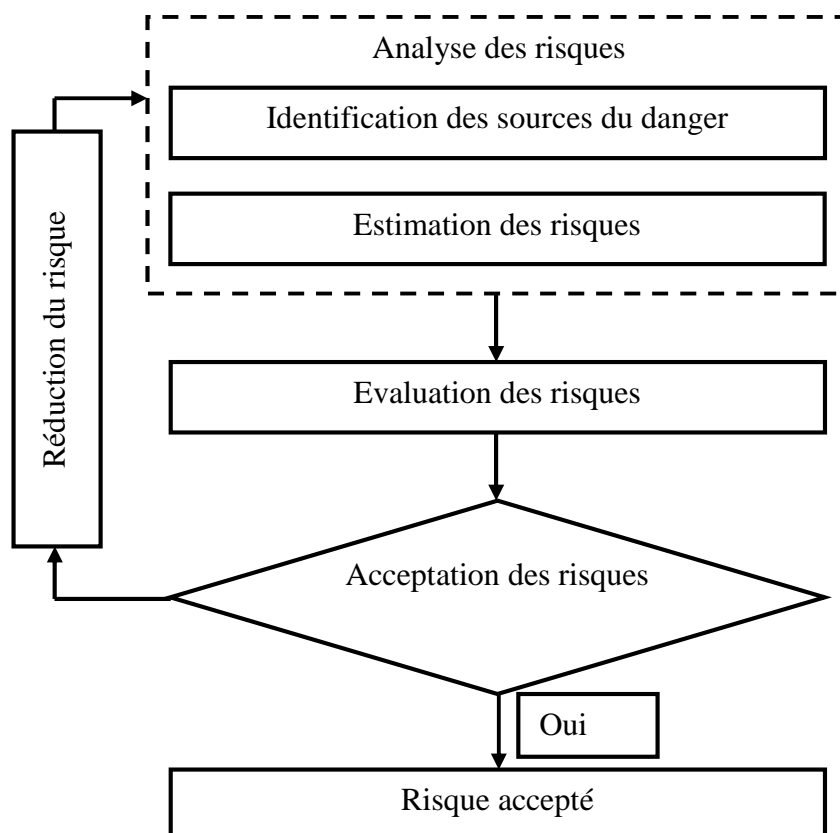 Analyse des risques
Identification des sources du danger
Estimation des risques
Réduction du risque
Evaluation des risques
Acceptation des risques
Oui
Risque accepté